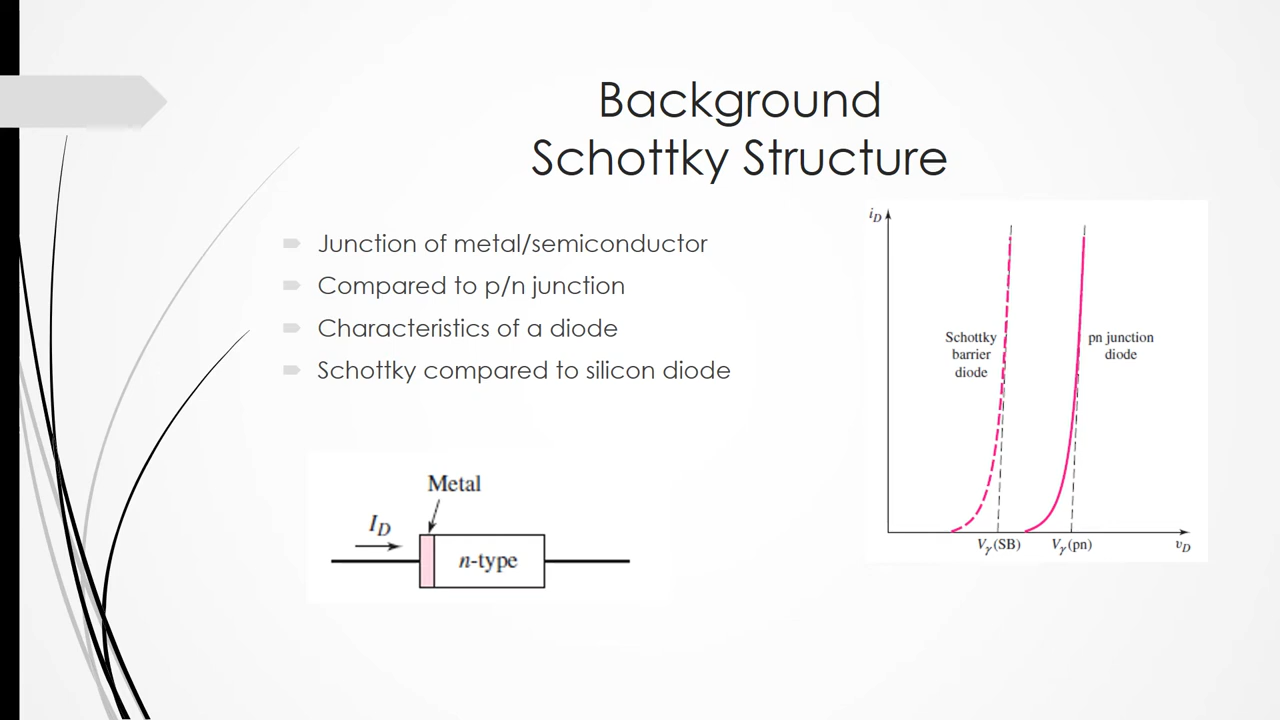 Background
Schottky Structure
Junction of metal/semiconductor
Compared to p/n junction
Characteristics of a diode
Schottky compared to silicon diode
Metal
I_D
n-type
i_D
Schottky
barrier
diode
pn junction
diode
V_γ(SB)
V_γ(pn)
v_D